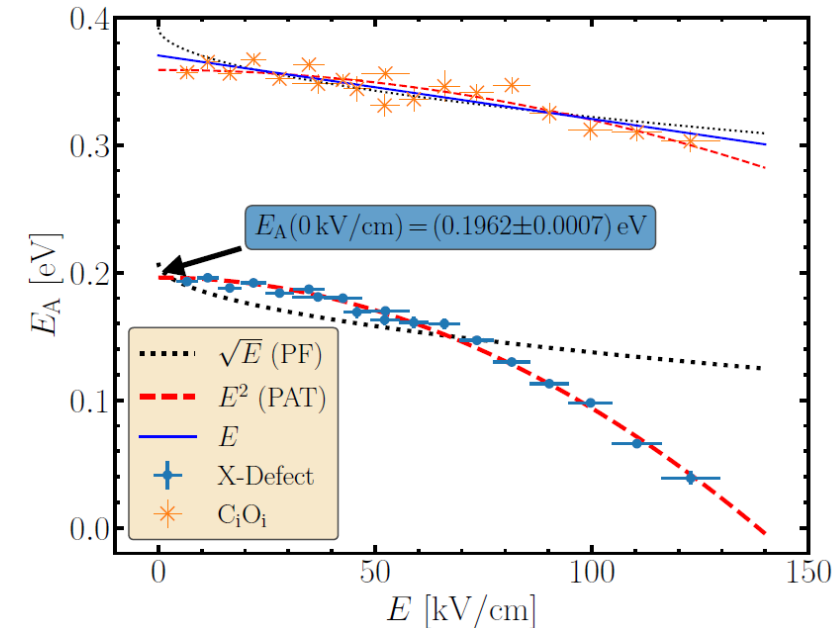 0.4
0.3
0.2
0.1
0.0
E_A [eV]
E_A(0 kV/cm) = (0.1962±0.0007) eV
√E (PF)
E² (PAT)
E
X-Defect
CᵢOᵢ
0 50 100 150
E [kV/cm]